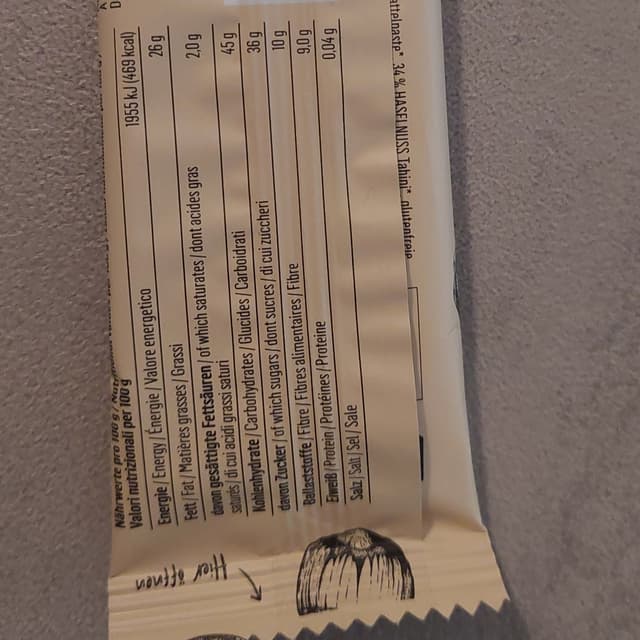 Nährwerte pro 100 g /
Valori nutrizionali per 100 g
Energie / Energy / Énergie / Valore energetico 1955 kJ (469 kcal)
Fett / Fat / Matières grasses / Grassi 26 g
davon gesättigte Fettsäuren / of which saturates / dont acides gras 2,0 g
saturés / di cui acidi grassi saturi
Kohlenhydrate / Carbohydrates / Glucides / Carboidrati 45 g
davon Zucker / of which sugars / dont sucres / di cui zuccheri 36 g
Ballaststoffe / Fibre / Fibres alimentaires / Fibre 10 g
Eiweiß / Protein / Protéines / Proteine 9,0 g
Salz / Salt / Sel / Sale 0,04 g
34 % HASELNUSS Tahini*, glutenfreie
Hier öffnen